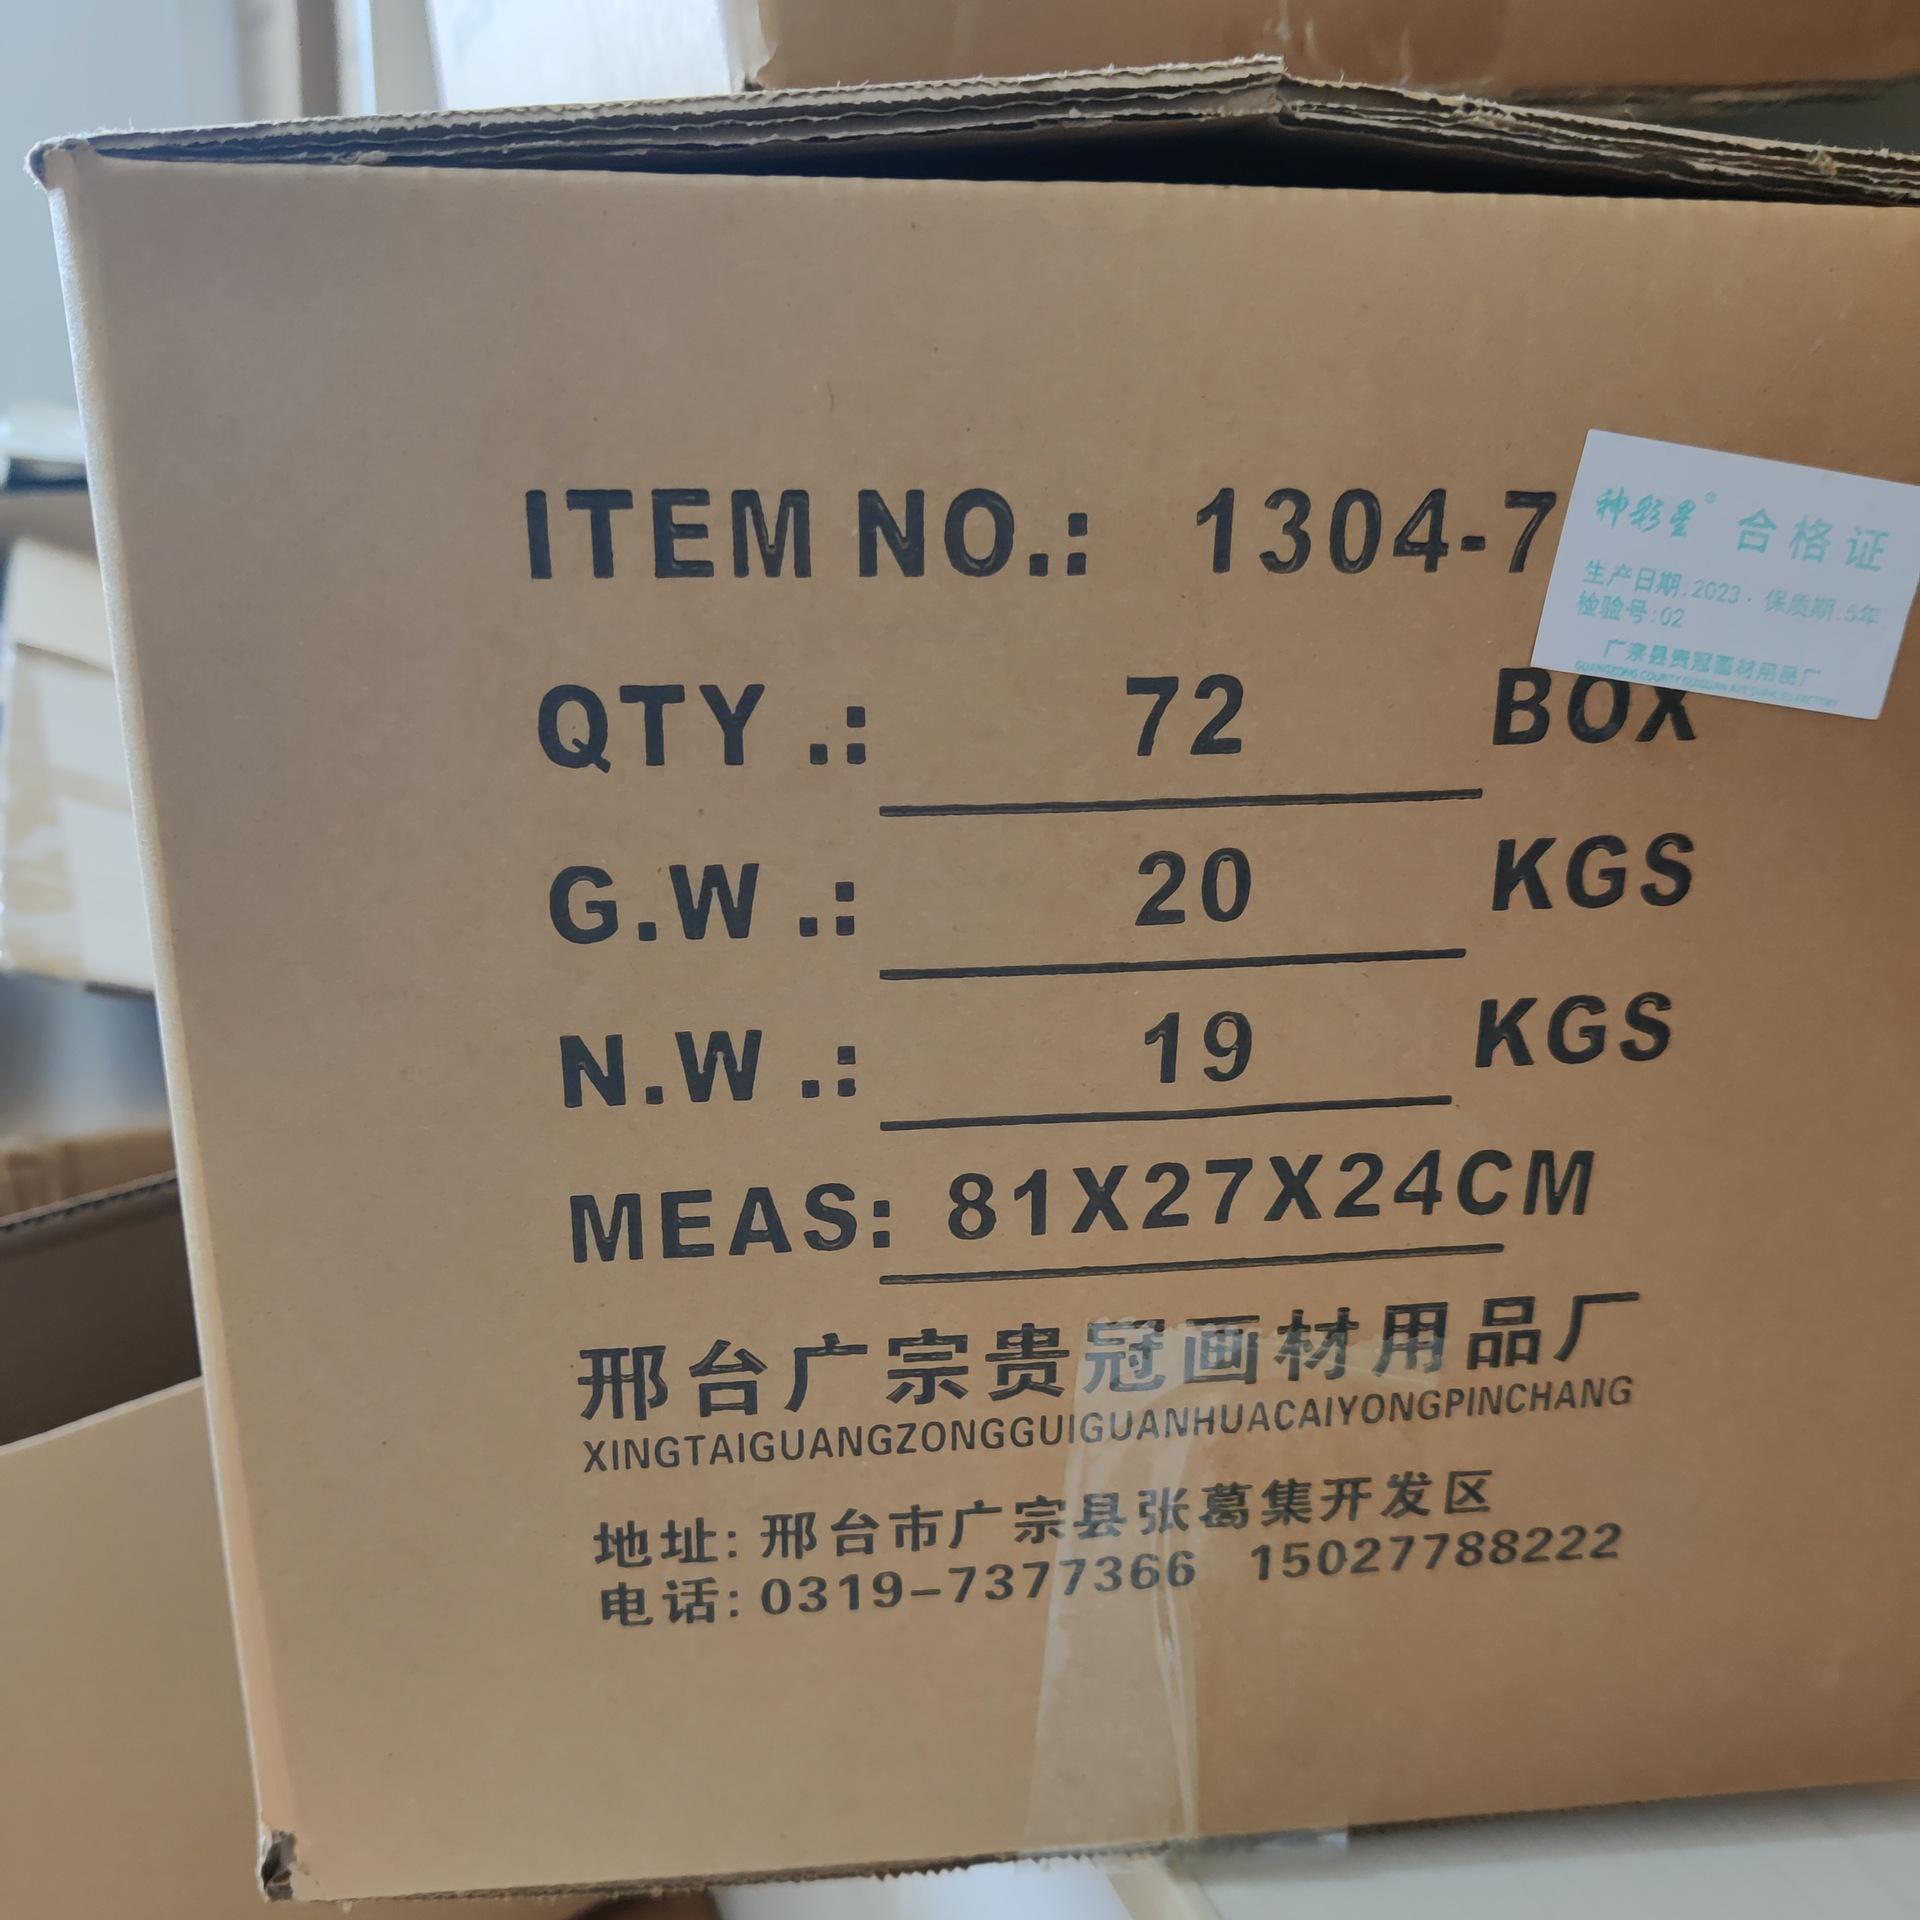 ITEM NO.: 1304-7
神彩星® 合格证
生产日期:2023. 保质期:5年
检验号:02
广宗县贵冠画材用品厂
QTY.: 72 BOX
G.W.: 20 KGS
N.W.: 19 KGS
MEAS: 81X27X24CM
邢台广宗贵冠画材用品厂
XINGTAIGUANGZONGGUIGUANHUACAIYONGPINCHANG
地址:邢台市广宗县张葛集开发区
电话:0319-7377366 15027788222